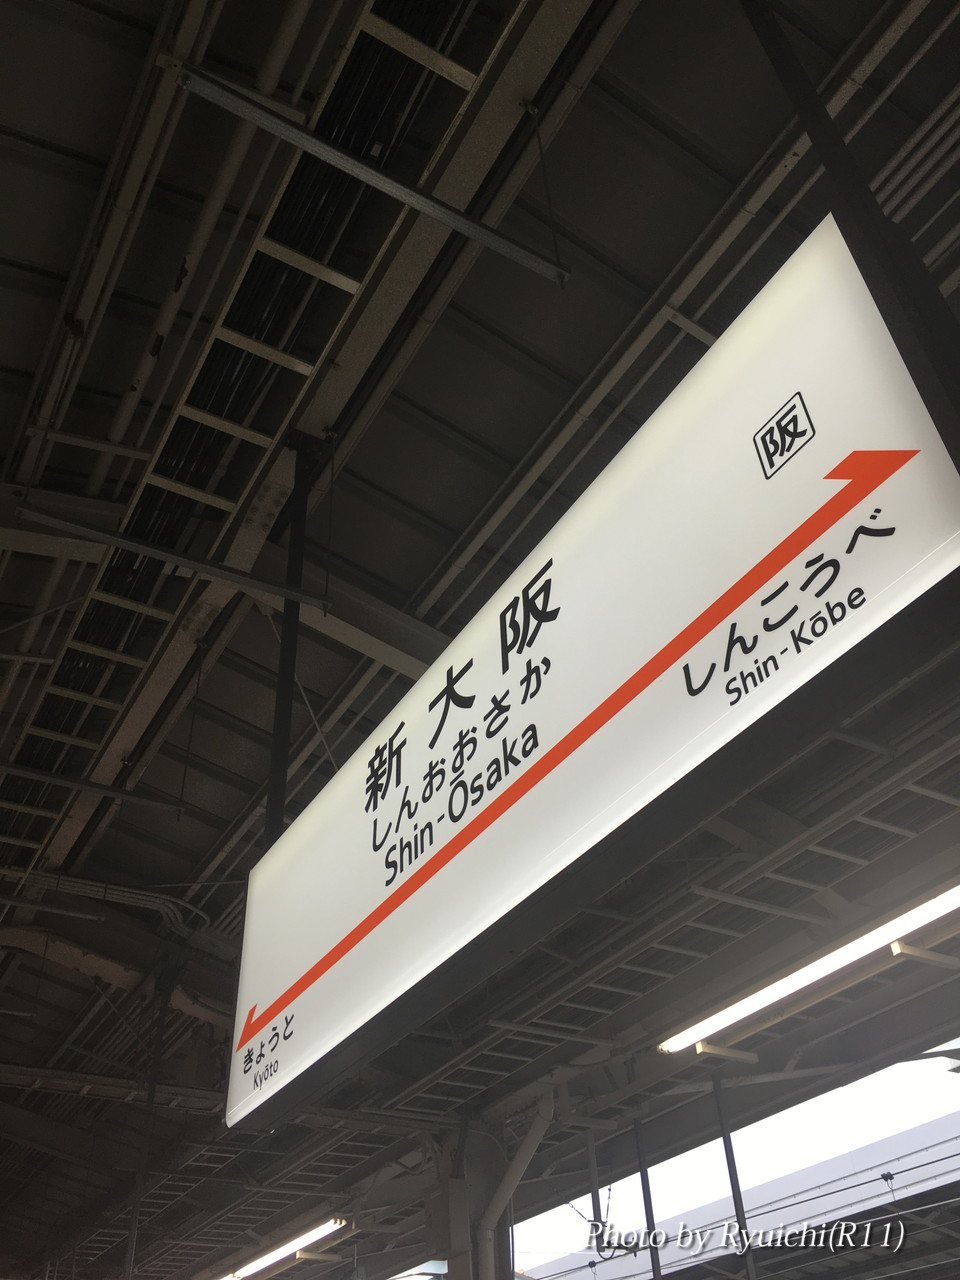 阪
新大阪
しんおおさか
Shin-Ōsaka
しんこうべ
Shin-Kōbe
きょうと
Kyōto
Photo by Ryuichi(R11)